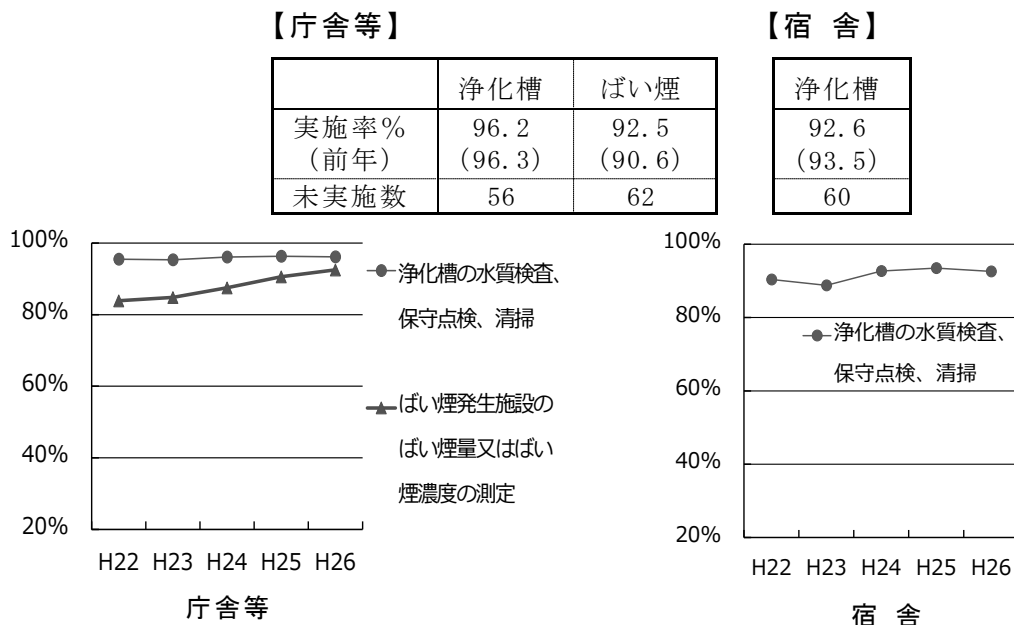 【庁舎等】
浄化槽 ばい煙
実施率% 96.2 92.5
(前年) (96.3) (90.6)
未実施数 56 62
【宿 舎】
浄化槽
92.6
(93.5)
60
100%
80%
60%
40%
20%
H22 H23 H24 H25 H26
庁舎等
浄化槽の水質検査、
保守点検、清掃
ばい煙発生施設の
ばい煙量又はばい
煙濃度の測定
100%
80%
60%
40%
20%
H22 H23 H24 H25 H26
宿 舎
浄化槽の水質検査、
保守点検、清掃